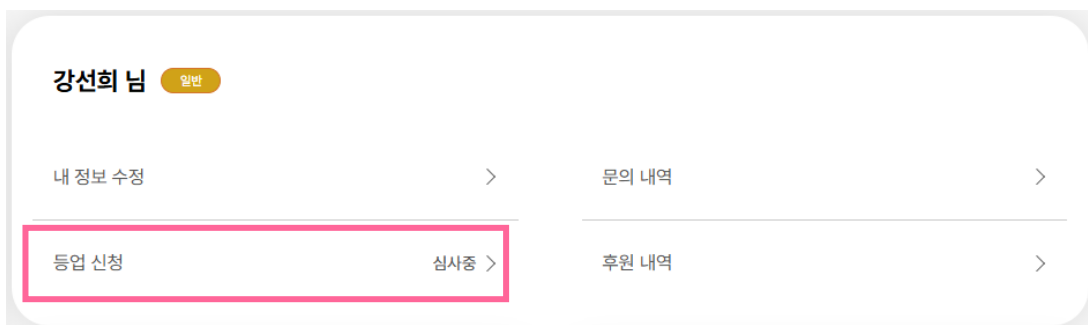 강선희 님 일반
내 정보 수정
문의 내역
등업 신청 심사중
후원 내역